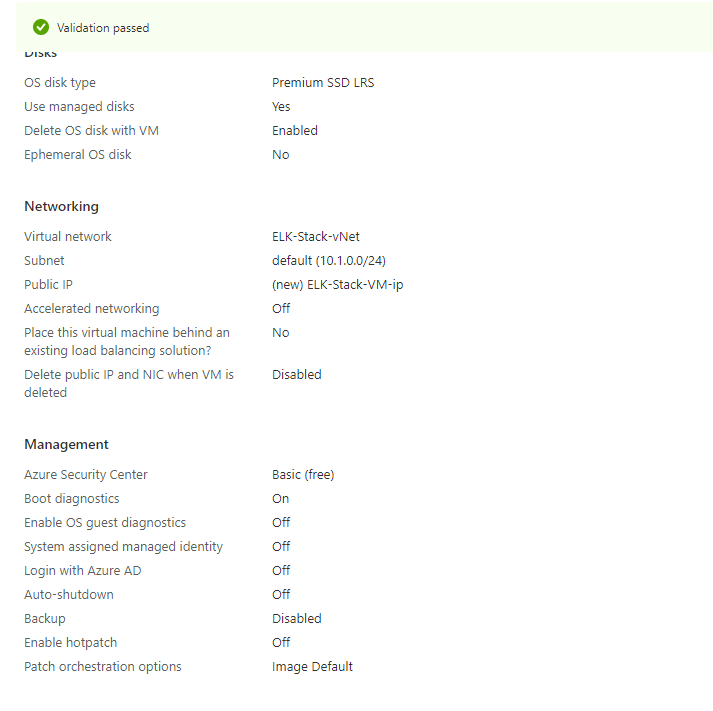 Validation passed
Disks
OS disk type Premium SSD LRS
Use managed disks Yes
Delete OS disk with VM Enabled
Ephemeral OS disk No
Networking
Virtual network ELK-Stack-vNet
Subnet default (10.1.0.0/24)
Public IP (new) ELK-Stack-VM-ip
Accelerated networking Off
Place this virtual machine behind an No
existing load balancing solution?
Delete public IP and NIC when VM is Disabled
deleted
Management
Azure Security Center Basic (free)
Boot diagnostics On
Enable OS guest diagnostics Off
System assigned managed identity Off
Login with Azure AD Off
Auto-shutdown Off
Backup Disabled
Enable hotpatch Off
Patch orchestration options Image Default